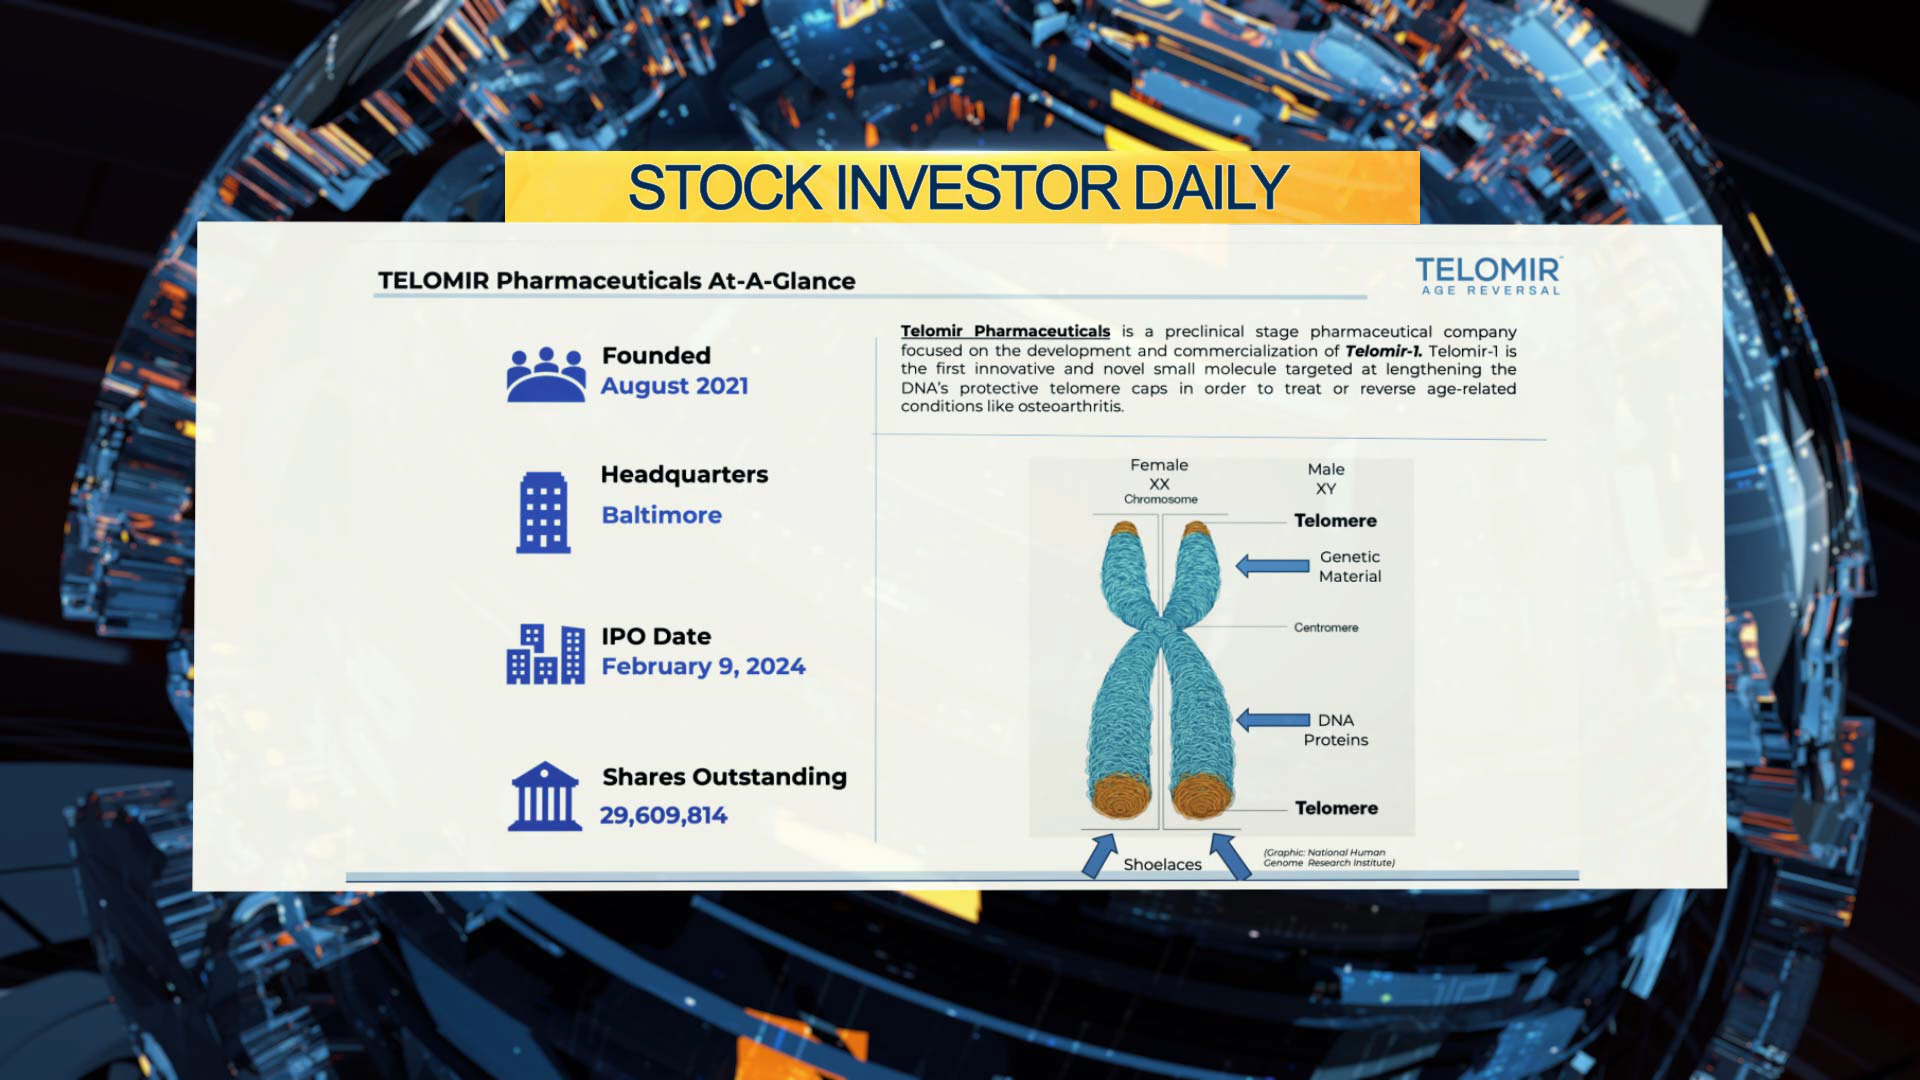 STOCK INVESTOR DAILY
TELOMIR Pharmaceuticals At-A-Glance
TELOMIR™
AGE REVERSAL
Founded
August 2021
Headquarters
Baltimore
IPO Date
February 9, 2024
Shares Outstanding
29,609,814
Telomir Pharmaceuticals is a preclinical stage pharmaceutical company
focused on the development and commercialization of Telomir-1. Telomir-1 is
the first innovative and novel small molecule targeted at lengthening the
DNA's protective telomere caps in order to treat or reverse age-related
conditions like osteoarthritis.
Female
XX
Chromosome
Male
XY
Telomere
Genetic
Material
Centromere
DNA
Proteins
Telomere
Shoelaces
(Graphic: National Human
Genome Research Institute)